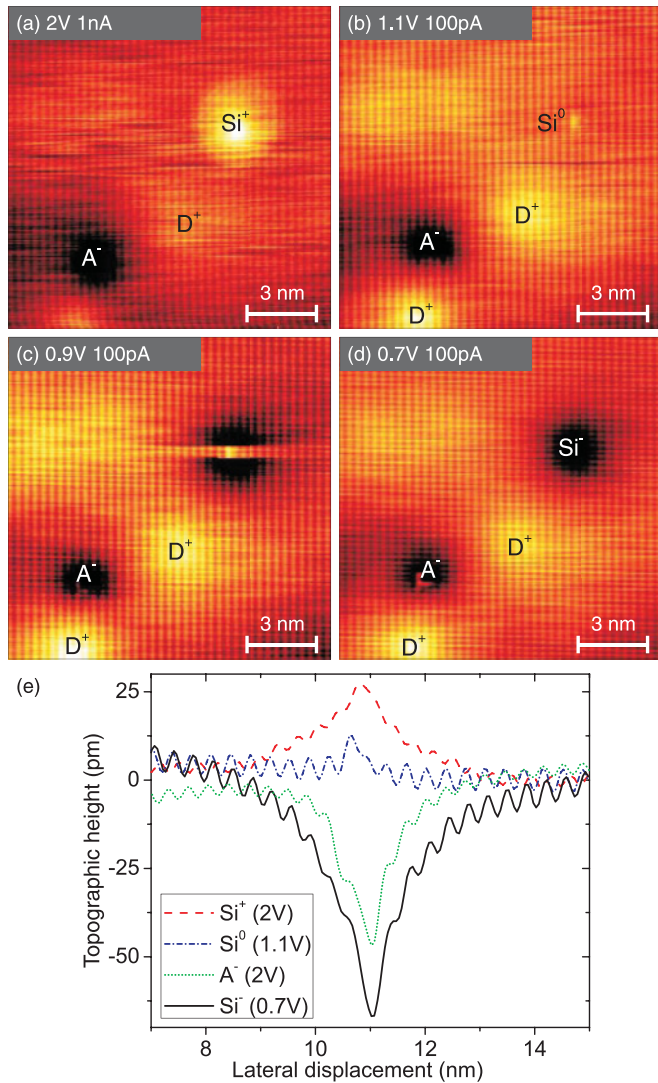 (a) 2V 1nA
Si⁺
D⁺
A⁻
3 nm
(b) 1.1V 100pA
Si⁰
D⁺
A⁻
D⁺
3 nm
(c) 0.9V 100pA
D⁺
A⁻
D⁺
3 nm
(d) 0.7V 100pA
Si⁻
D⁺
A⁻
D⁺
3 nm
(e)
Topographic height (pm)
25
0
-25
-50
Si⁺ (2V)
Si⁰ (1.1V)
A⁻ (2V)
Si⁻ (0.7V)
8 10 12 14
Lateral displacement (nm)